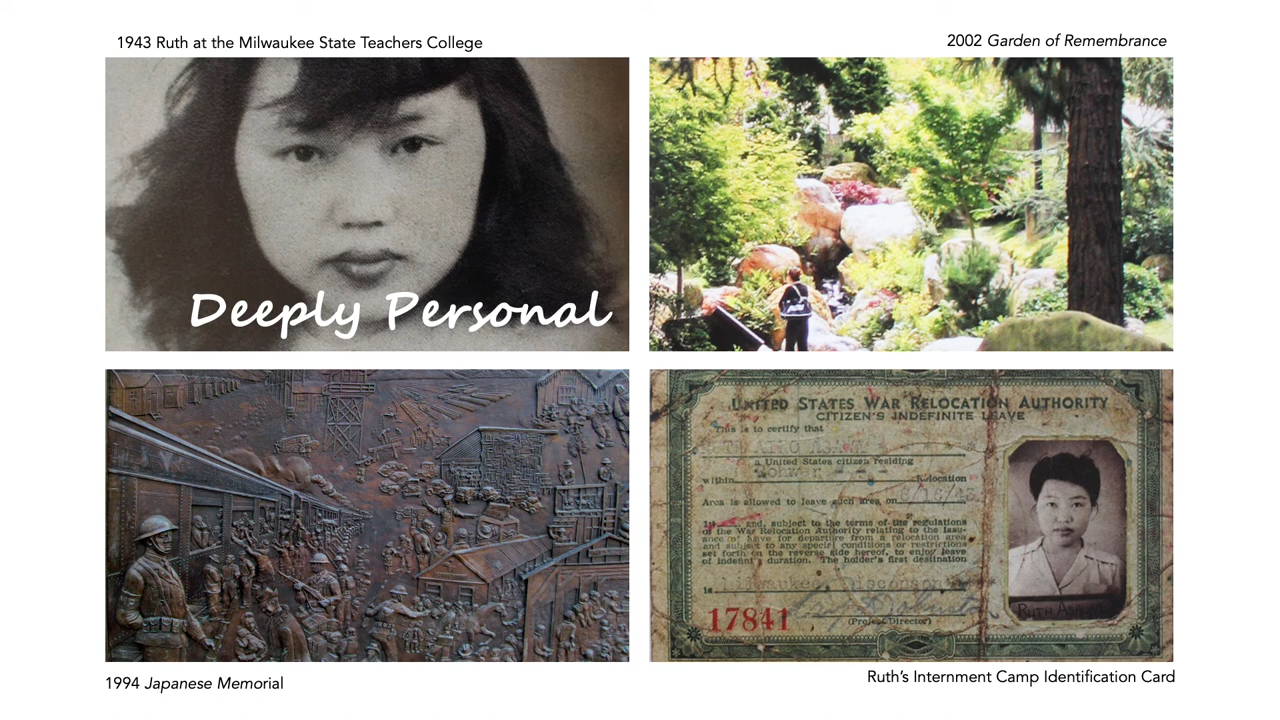 1943 Ruth at the Milwaukee State Teachers College
2002 Garden of Remembrance
Deeply Personal
UNITED STATES WAR RELOCATION AUTHORITY
CITIZEN'S INDEFINITE LEAVE
This is to certify that
a United States citizen residing
within
Relocation
Area is allowed to leave such area on 8/16/43
and, subject to the terms of the regulations
of the War Relocation Authority relating to the issu-
ance of leave for departure from a relocation area
and subject to any special conditions or restrictions
set forth on the reverse side hereof, to enjoy leave
of indefinite duration. The holder's first destination
is Milwaukee, Wisconsin
17841
(Project Director)
RUTH ASAWA
1994 Japanese Memorial
Ruth's Internment Camp Identification Card